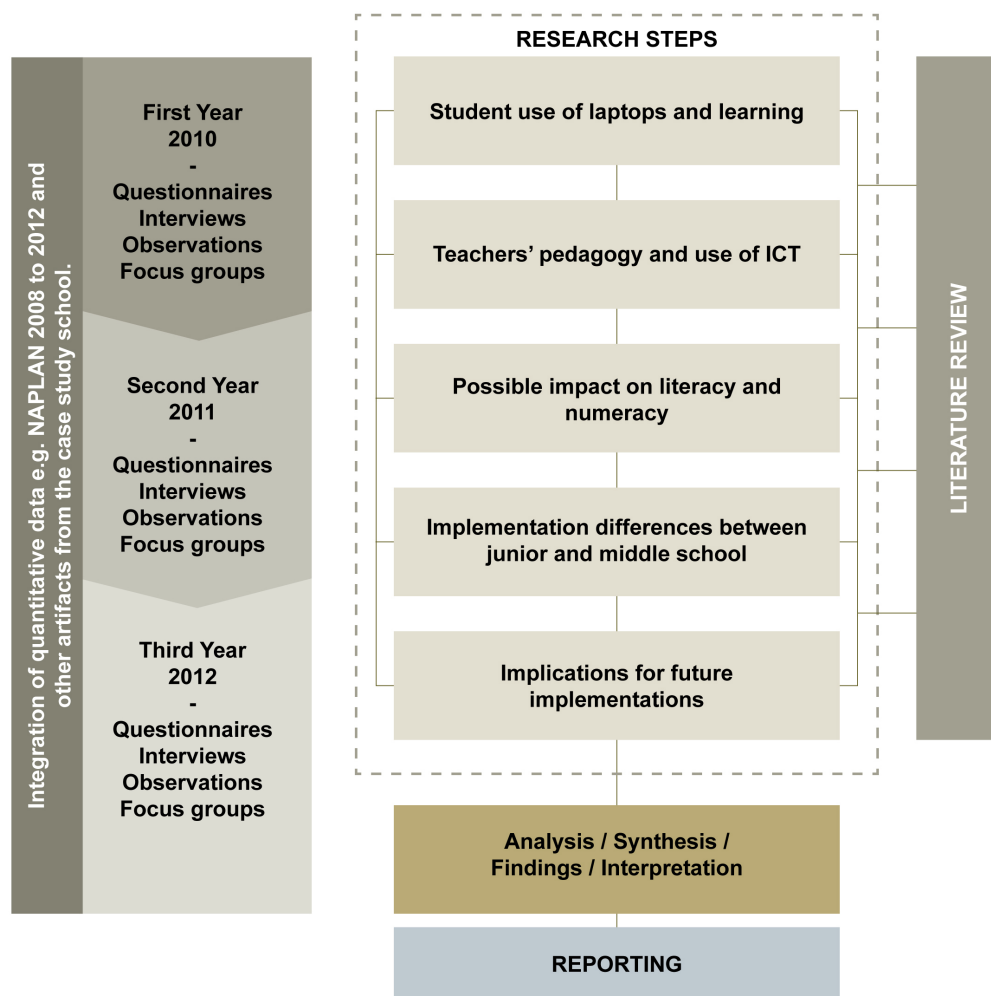 Integration of quantitative data e.g. NAPLAN 2008 to 2012 and
other artifacts from the case study school.
First Year
2010
-
Questionnaires
Interviews
Observations
Focus groups
Second Year
2011
-
Questionnaires
Interviews
Observations
Focus groups
Third Year
2012
-
Questionnaires
Interviews
Observations
Focus groups
RESEARCH STEPS
Student use of laptops and learning
Teachers’ pedagogy and use of ICT
Possible impact on literacy and
numeracy
Implementation differences between
junior and middle school
Implications for future
implementations
Analysis / Synthesis /
Findings / Interpretation
REPORTING
LITERATURE REVIEW